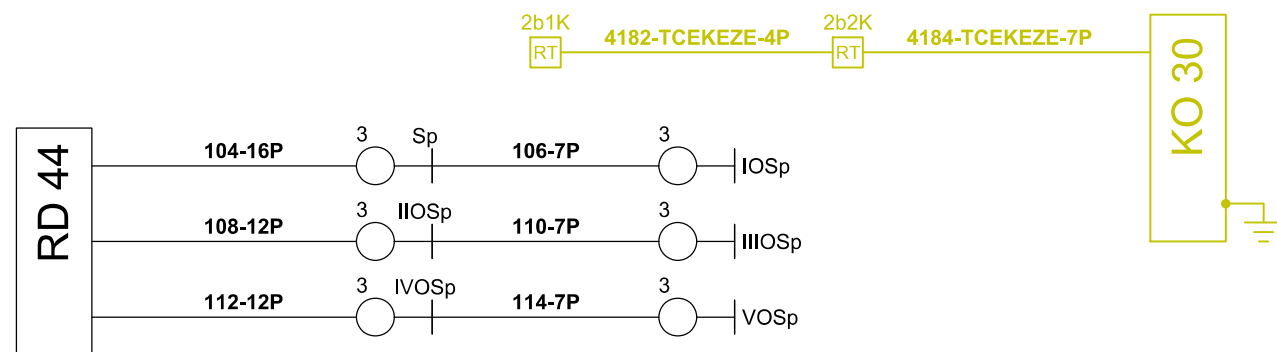 2b1K 2b2K
RT 4182-TCEKEZE-4P RT 4184-TCEKEZE-7P
KO 30
RD 44
3 Sp 3
104-16P 106-7P
IOSp
3 IIOSp 3
108-12P 110-7P
IIIOSp
3 IVOSp 3
112-12P 114-7P
VOSp